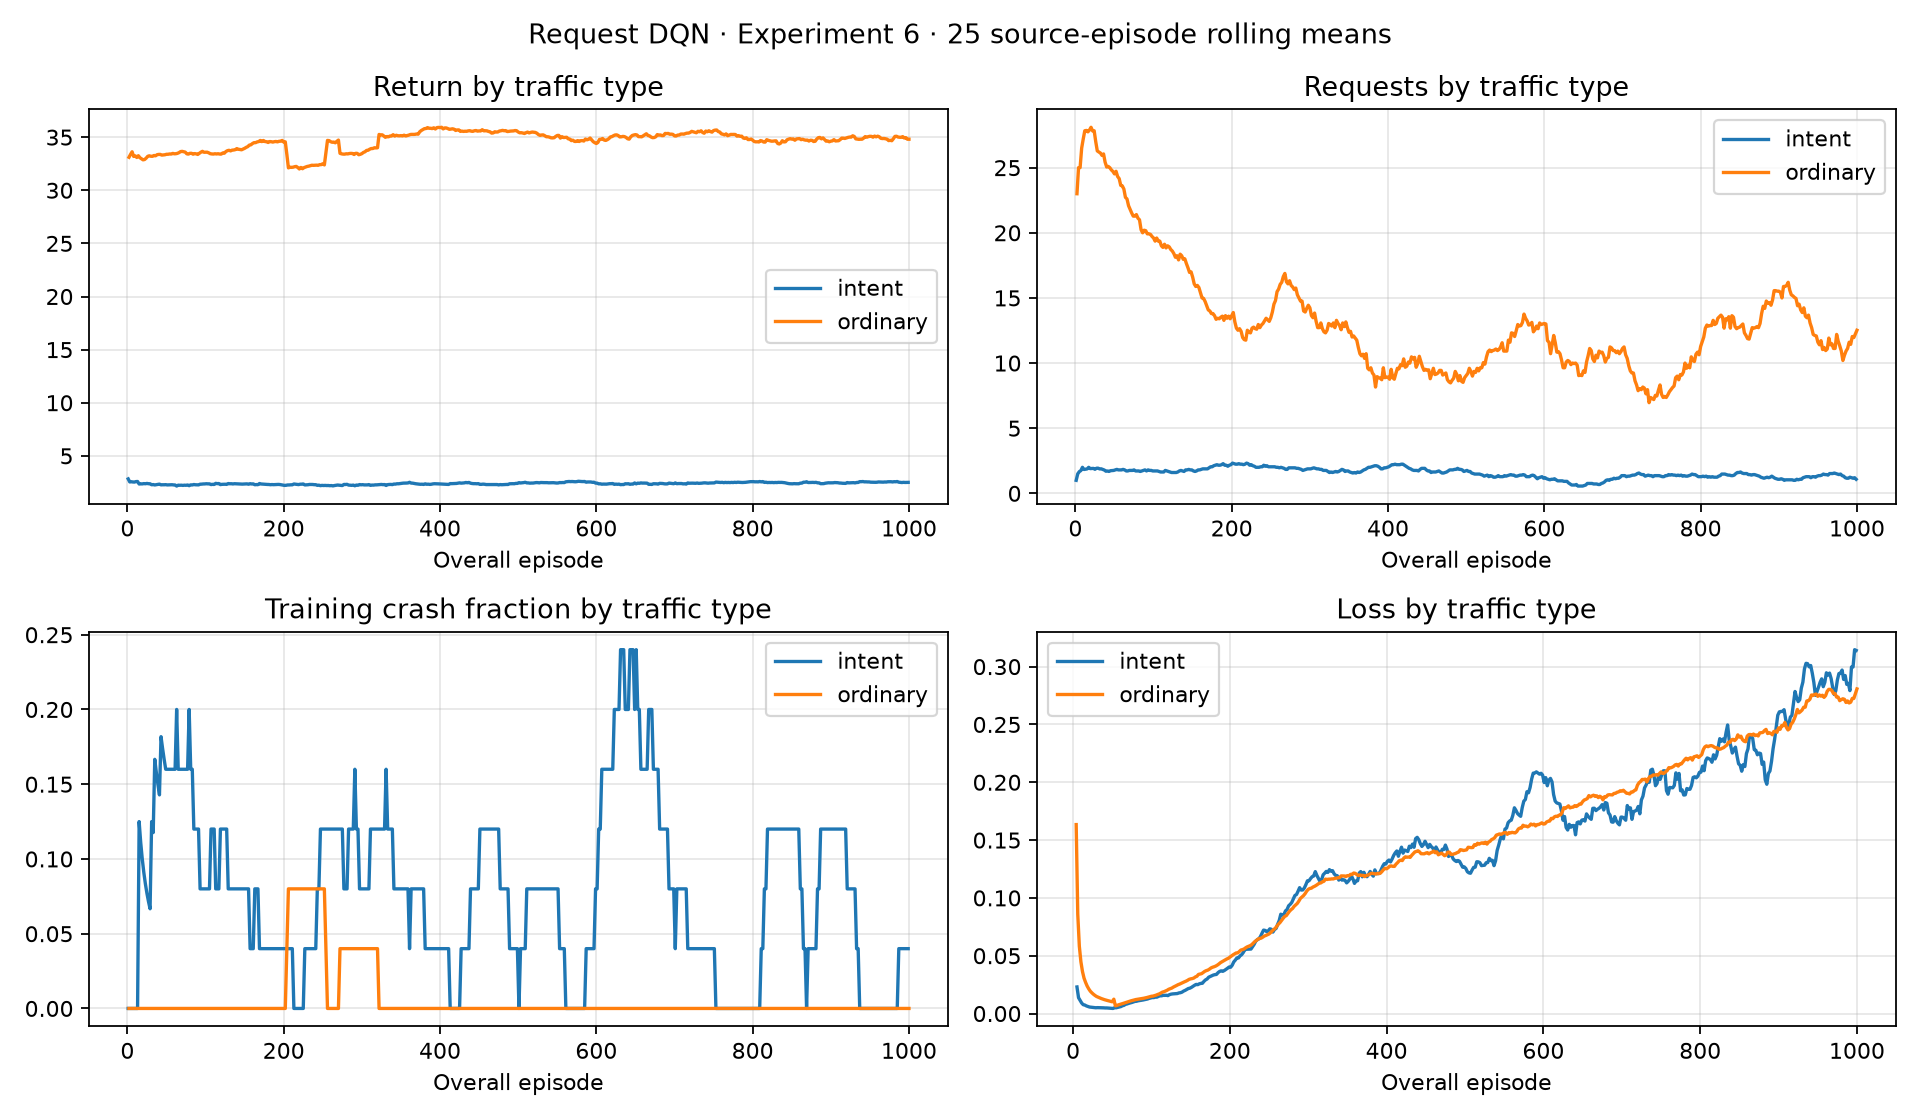 Request DQN · Experiment 6 · 25 source-episode rolling means
Return by traffic type
35
30
25
20
15
10
5
intent
ordinary
0 200 400 600 800 1000
Overall episode
Requests by traffic type
25
20
15
10
5
0
intent
ordinary
0 200 400 600 800 1000
Overall episode
Training crash fraction by traffic type
0.25
0.20
0.15
0.10
0.05
0.00
intent
ordinary
0 200 400 600 800 1000
Overall episode
Loss by traffic type
0.30
0.25
0.20
0.15
0.10
0.05
0.00
intent
ordinary
0 200 400 600 800 1000
Overall episode